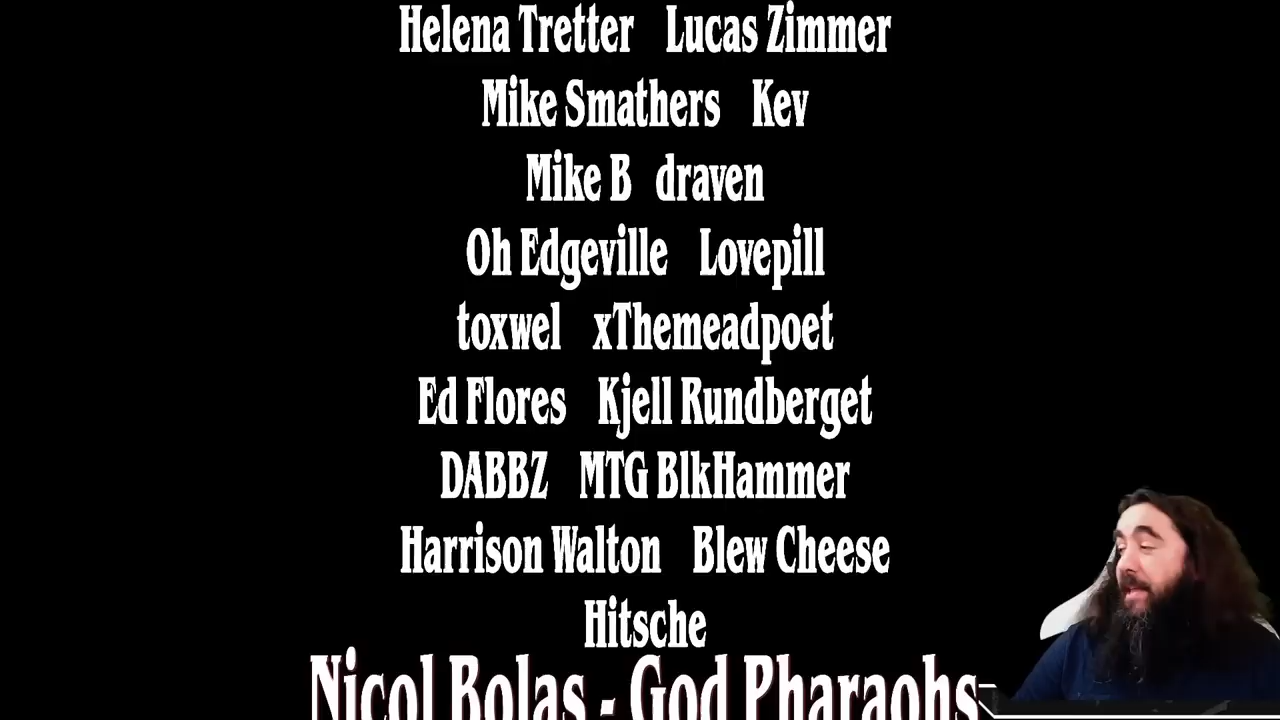 Helena Tretter Lucas Zimmer
Mike Smathers Kev
Mike B draven
Oh Edgeville Lovepill
toxwel xThemeadpoet
Ed Flores Kjell Rundberget
DABBZ MTG BlkHammer
Harrison Walton Blew Cheese
Hitsche
Nicol Bolas - God Pharaohs